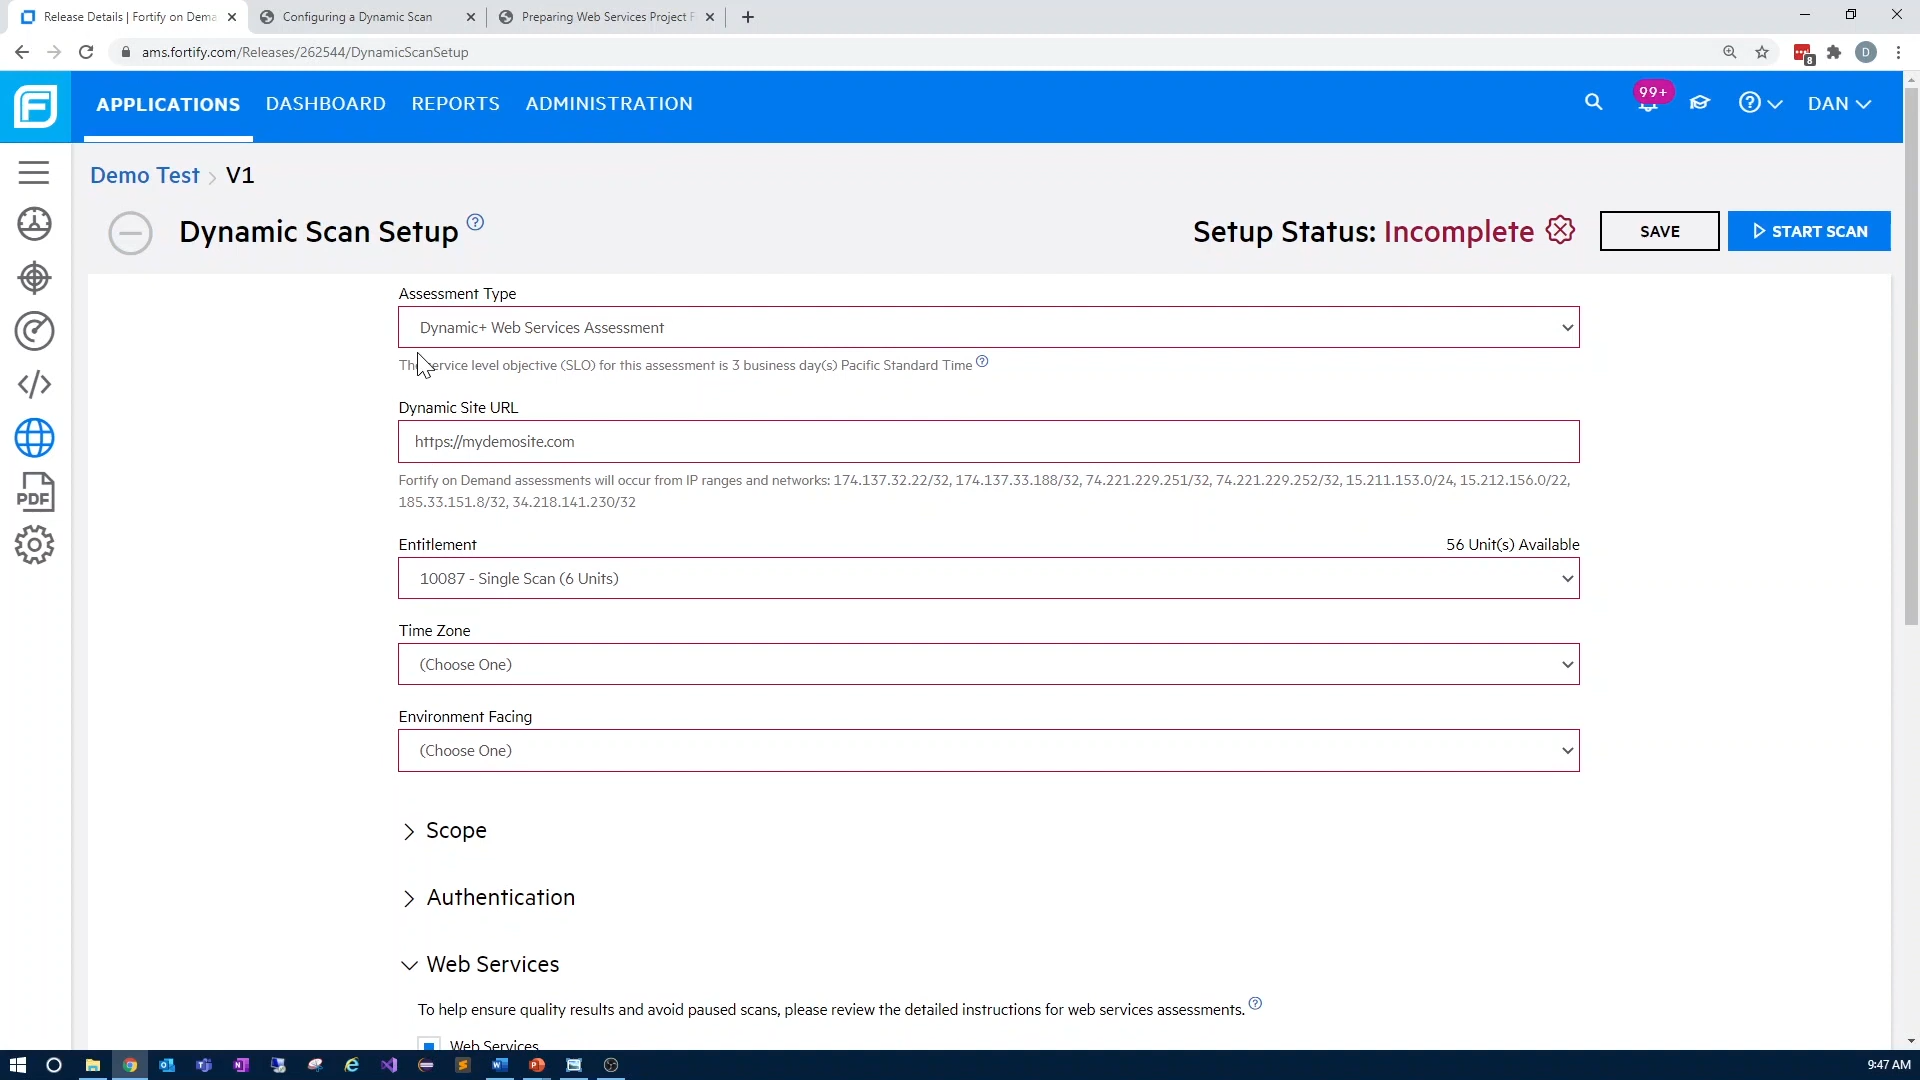 Release Details | Fortify on Dema
Configuring a Dynamic Scan
Preparing Web Services Project F
ams.fortify.com/Releases/262544/DynamicScanSetup
8
D
APPLICATIONS
DASHBOARD
REPORTS
ADMINISTRATION
99+
DAN
Demo Test > V1
Dynamic Scan Setup
Setup Status: Incomplete
SAVE
START SCAN
Assessment Type
Dynamic+ Web Services Assessment
The service level objective (SLO) for this assessment is 3 business day(s) Pacific Standard Time
Dynamic Site URL
https://mydemosite.com
Fortify on Demand assessments will occur from IP ranges and networks: 174.137.32.22/32, 174.137.33.188/32, 74.221.229.251/32, 74.221.229.252/32, 15.211.153.0/24, 15.212.156.0/22,
185.33.151.8/32, 34.218.141.230/32
Entitlement
56 Unit(s) Available
10087 - Single Scan (6 Units)
Time Zone
(Choose One)
Environment Facing
(Choose One)
Scope
Authentication
Web Services
To help ensure quality results and avoid paused scans, please review the detailed instructions for web services assessments.
Web Services
PDF
9:47 AM